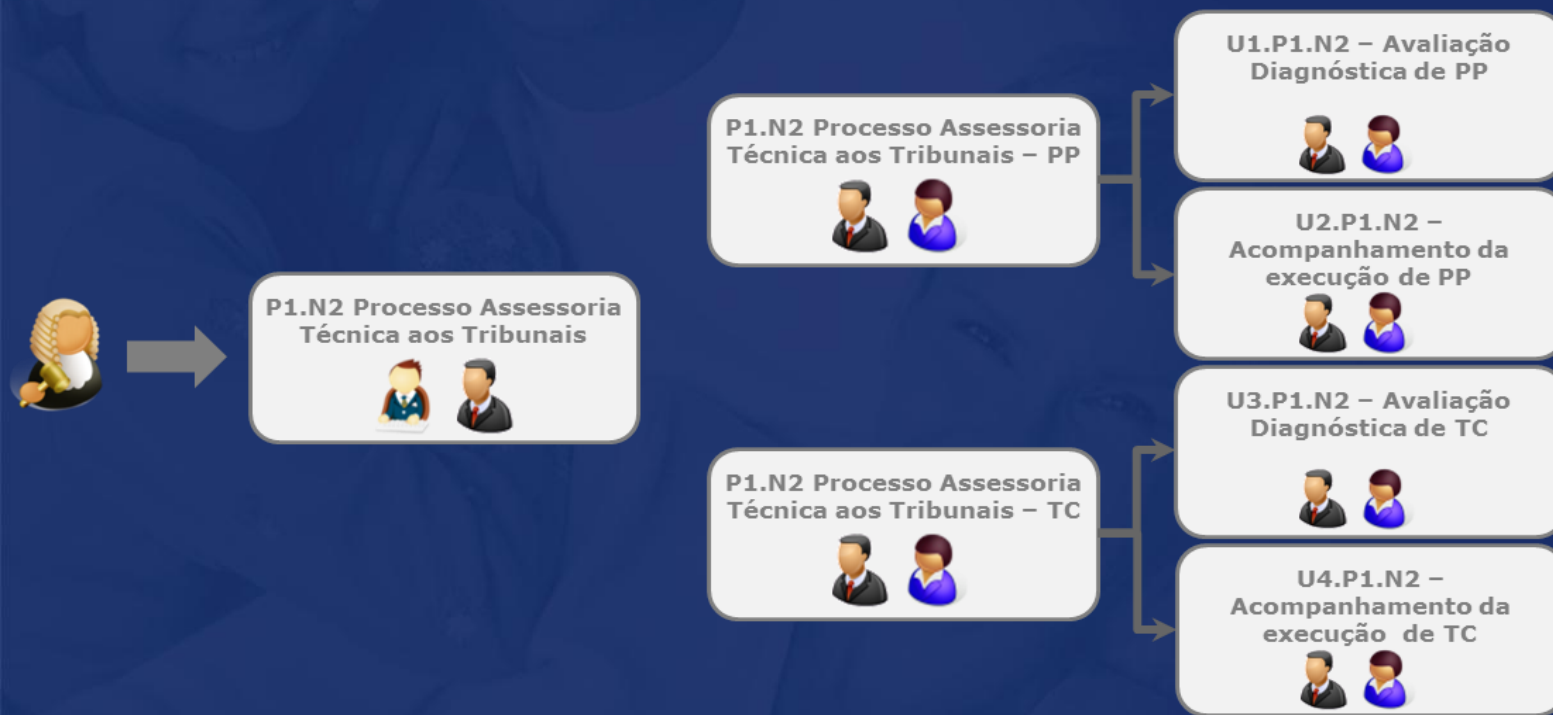 P1.N2 Processo Assessoria
Técnica aos Tribunais
P1.N2 Processo Assessoria
Técnica aos Tribunais – PP
U1.P1.N2 – Avaliação
Diagnóstica de PP
U2.P1.N2 –
Acompanhamento da
execução de PP
P1.N2 Processo Assessoria
Técnica aos Tribunais – TC
U3.P1.N2 – Avaliação
Diagnóstica de TC
U4.P1.N2 –
Acompanhamento da
execução de TC